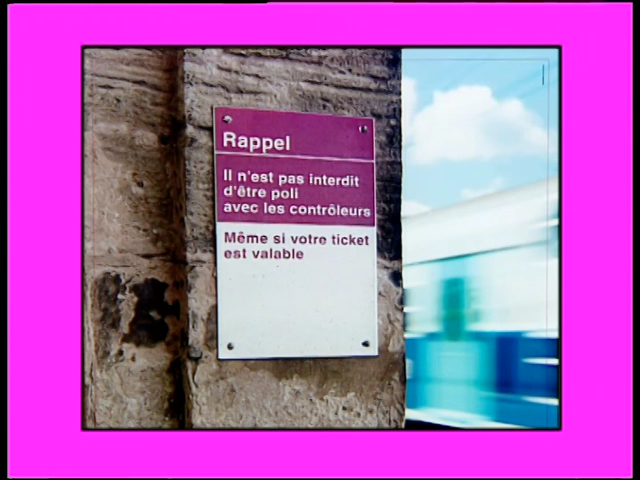 Rappel
Il n'est pas interdit
d'être poli
avec les contrôleurs
Même si votre ticket
est valable